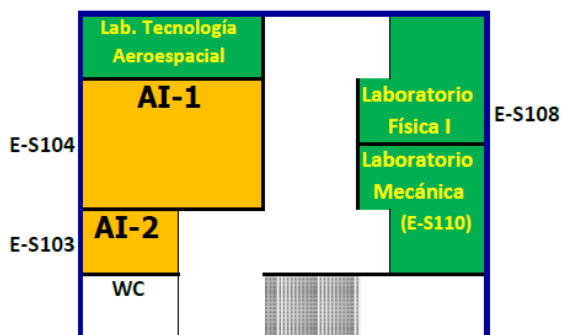 Lab. Tecnología
Aeroespacial
AI-1
E-S104
Laboratorio
Física I
E-S108
Laboratorio
Mecánica
(E-S110)
AI-2
E-S103
WC